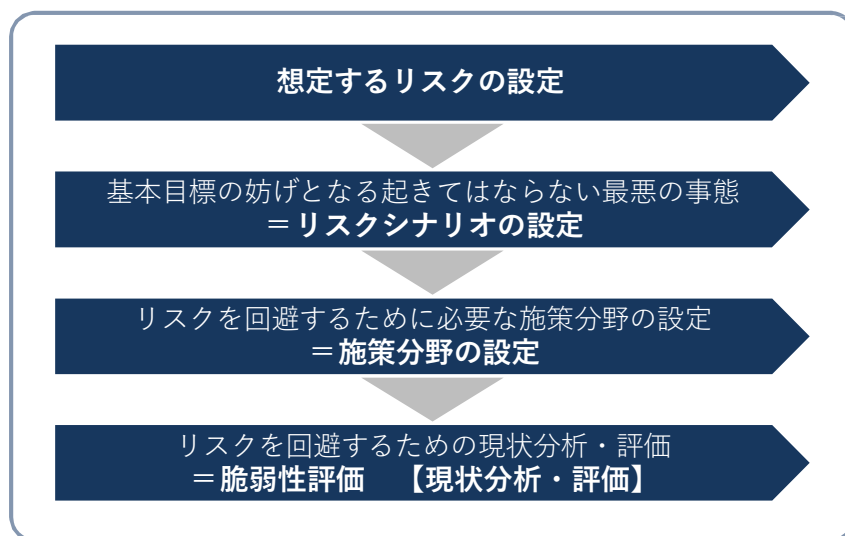 想定するリスクの設定
基本目標の妨げとなる起きてはならない最悪の事態
＝リスクシナリオの設定
リスクを回避するために必要な施策分野の設定
＝施策分野の設定
リスクを回避するための現状分析・評価
＝脆弱性評価　【現状分析・評価】